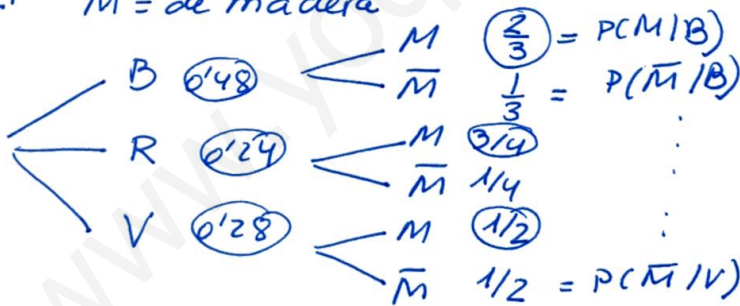 M = de madera
B 0'48 M 2/3 = P(M/B)
M̅ 1/3 = P(M̅/B)
R 0'24 M 3/4
M̅ 1/4
V 0'28 M 1/2
M̅ 1/2 = P(M̅/V)